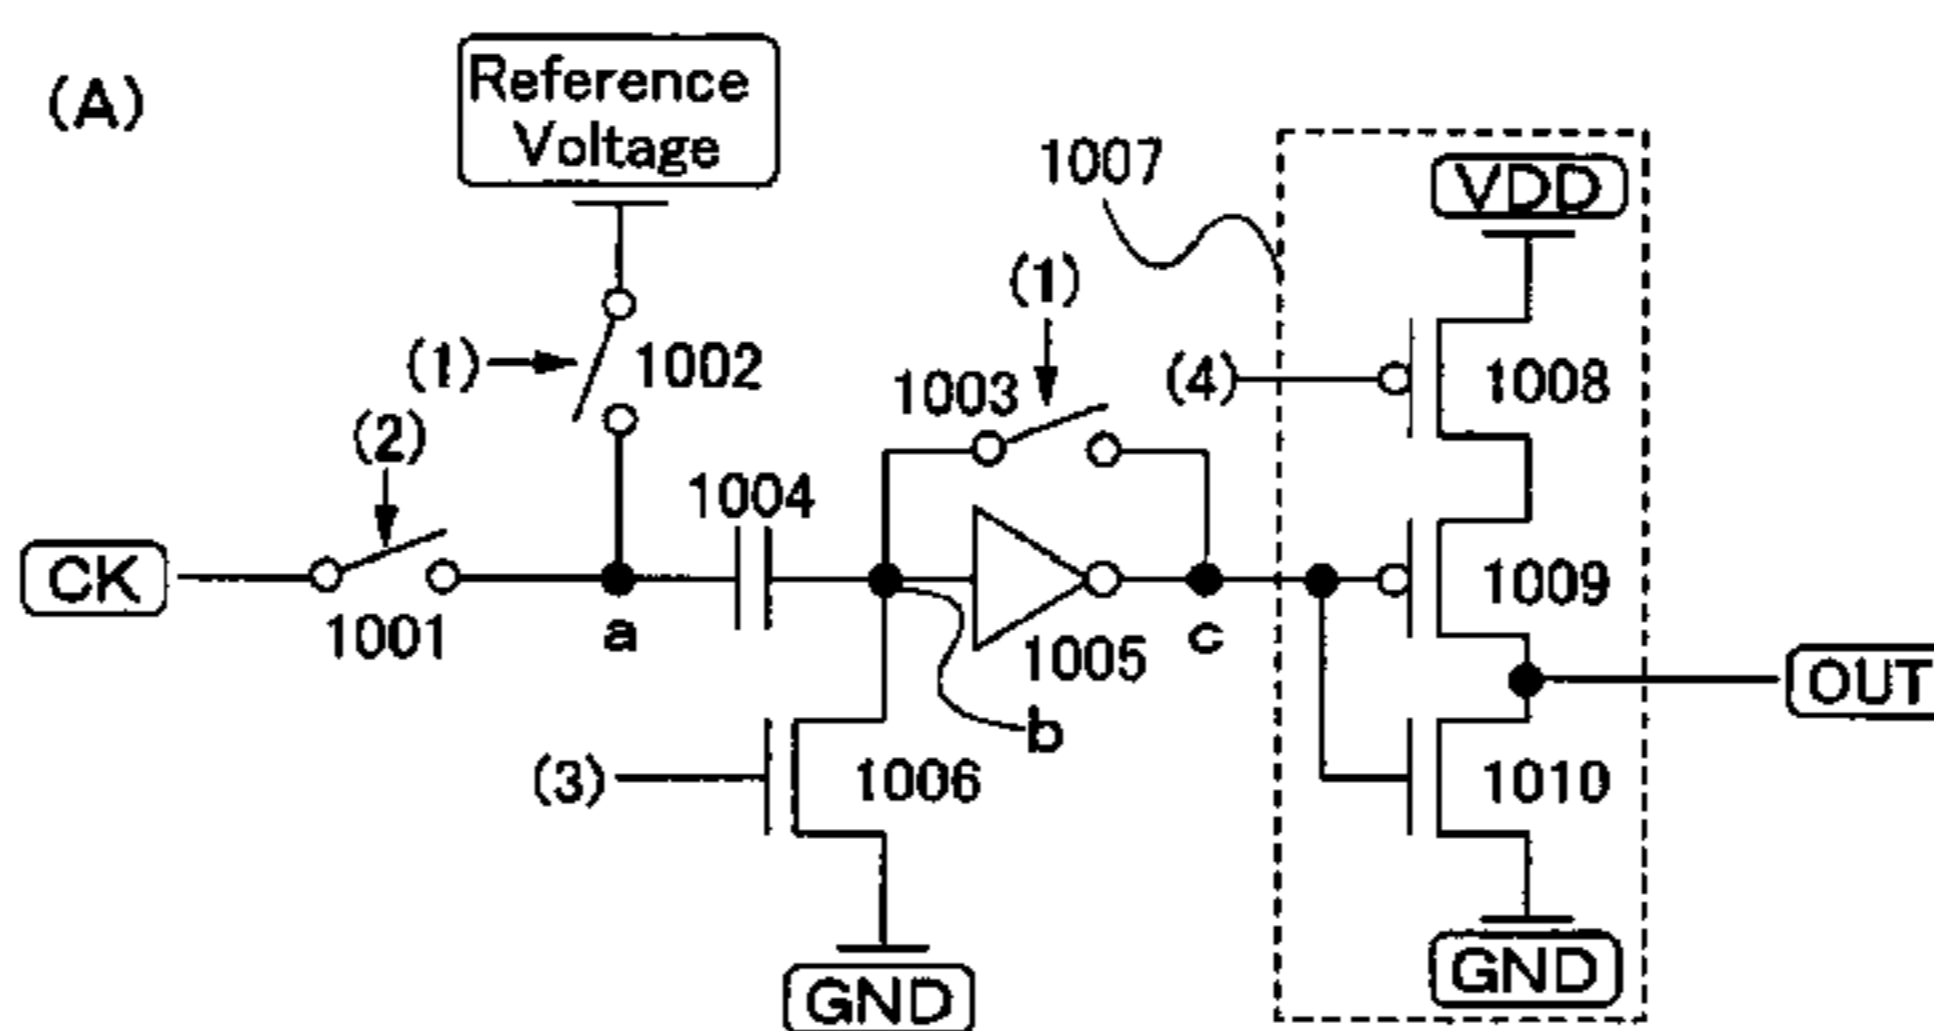 (A)
Reference
Voltage
1007
VDD
(1)
(1)
1002
1003
(4)
1008
(2)
1004
CK
1001
a
1005
c
1009
OUT
b
(3)
1006
1010
GND
GND